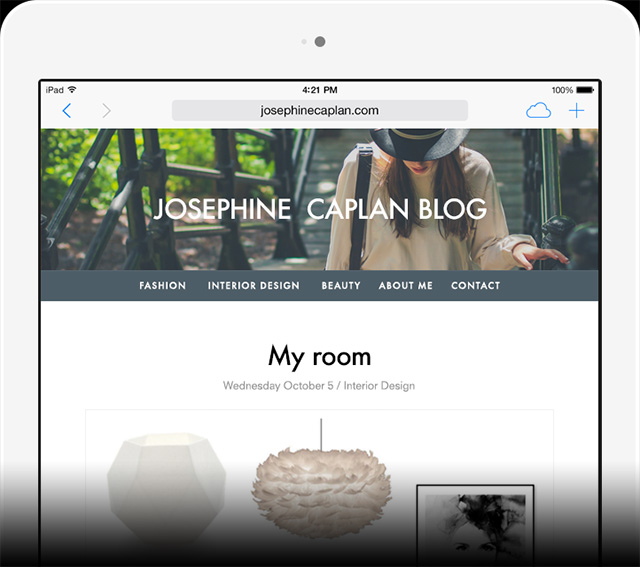 iPad 4:21 PM 100%
josephinecaplan.com
JOSEPHINE CAPLAN BLOG
FASHION INTERIOR DESIGN BEAUTY ABOUT ME CONTACT
My room
Wednesday October 5 / Interior Design